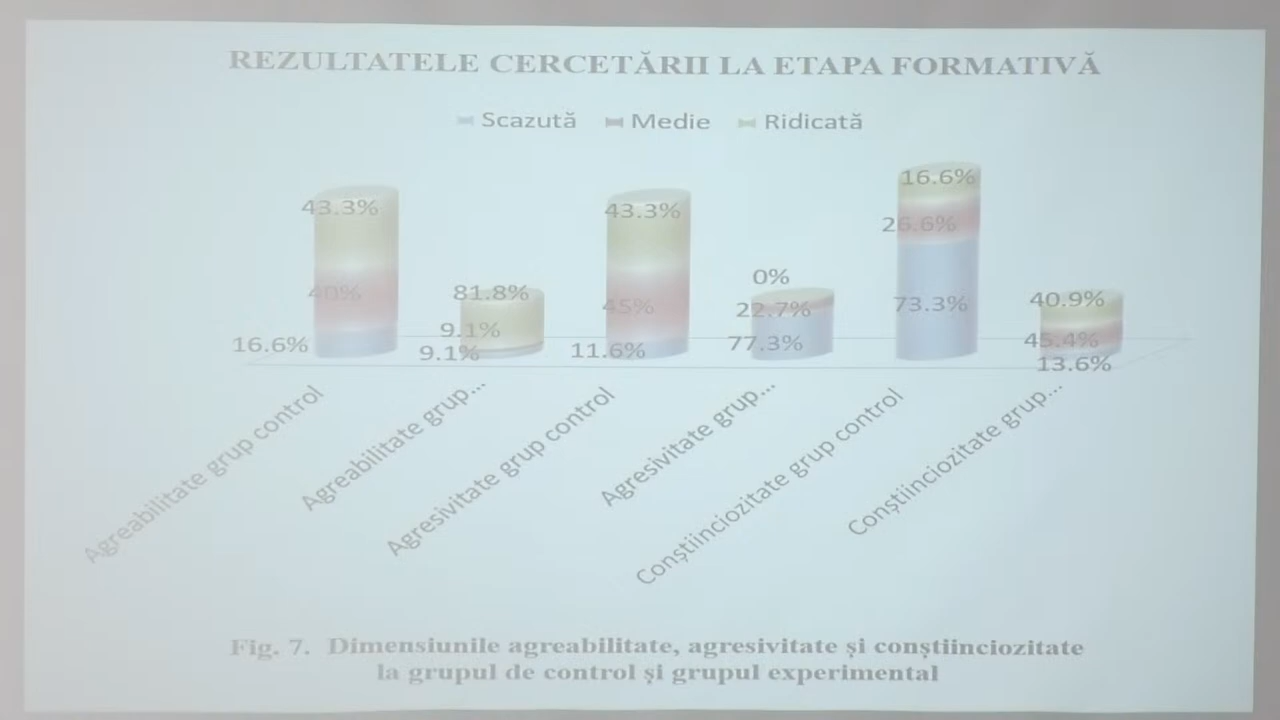 REZULTATELE CERCETĂRII LA ETAPA FORMATIVĂ
Scazută Medie Ridicată
43.3%
40%
16.6%
81.8%
9.1%
9.1%
43.3%
45%
11.6%
0%
22.7%
77.3%
16.6%
26.6%
73.3%
40.9%
45.4%
13.6%
Agreabilitate grup control
Agreabilitate grup...
Agresivitate grup control
Agresivitate grup...
Conștiinciozitate grup control
Conștiinciozitate grup...
Fig. 7. Dimensiunile agreabilitate, agresivitate și conștiinciozitate
la grupul de control și grupul experimental